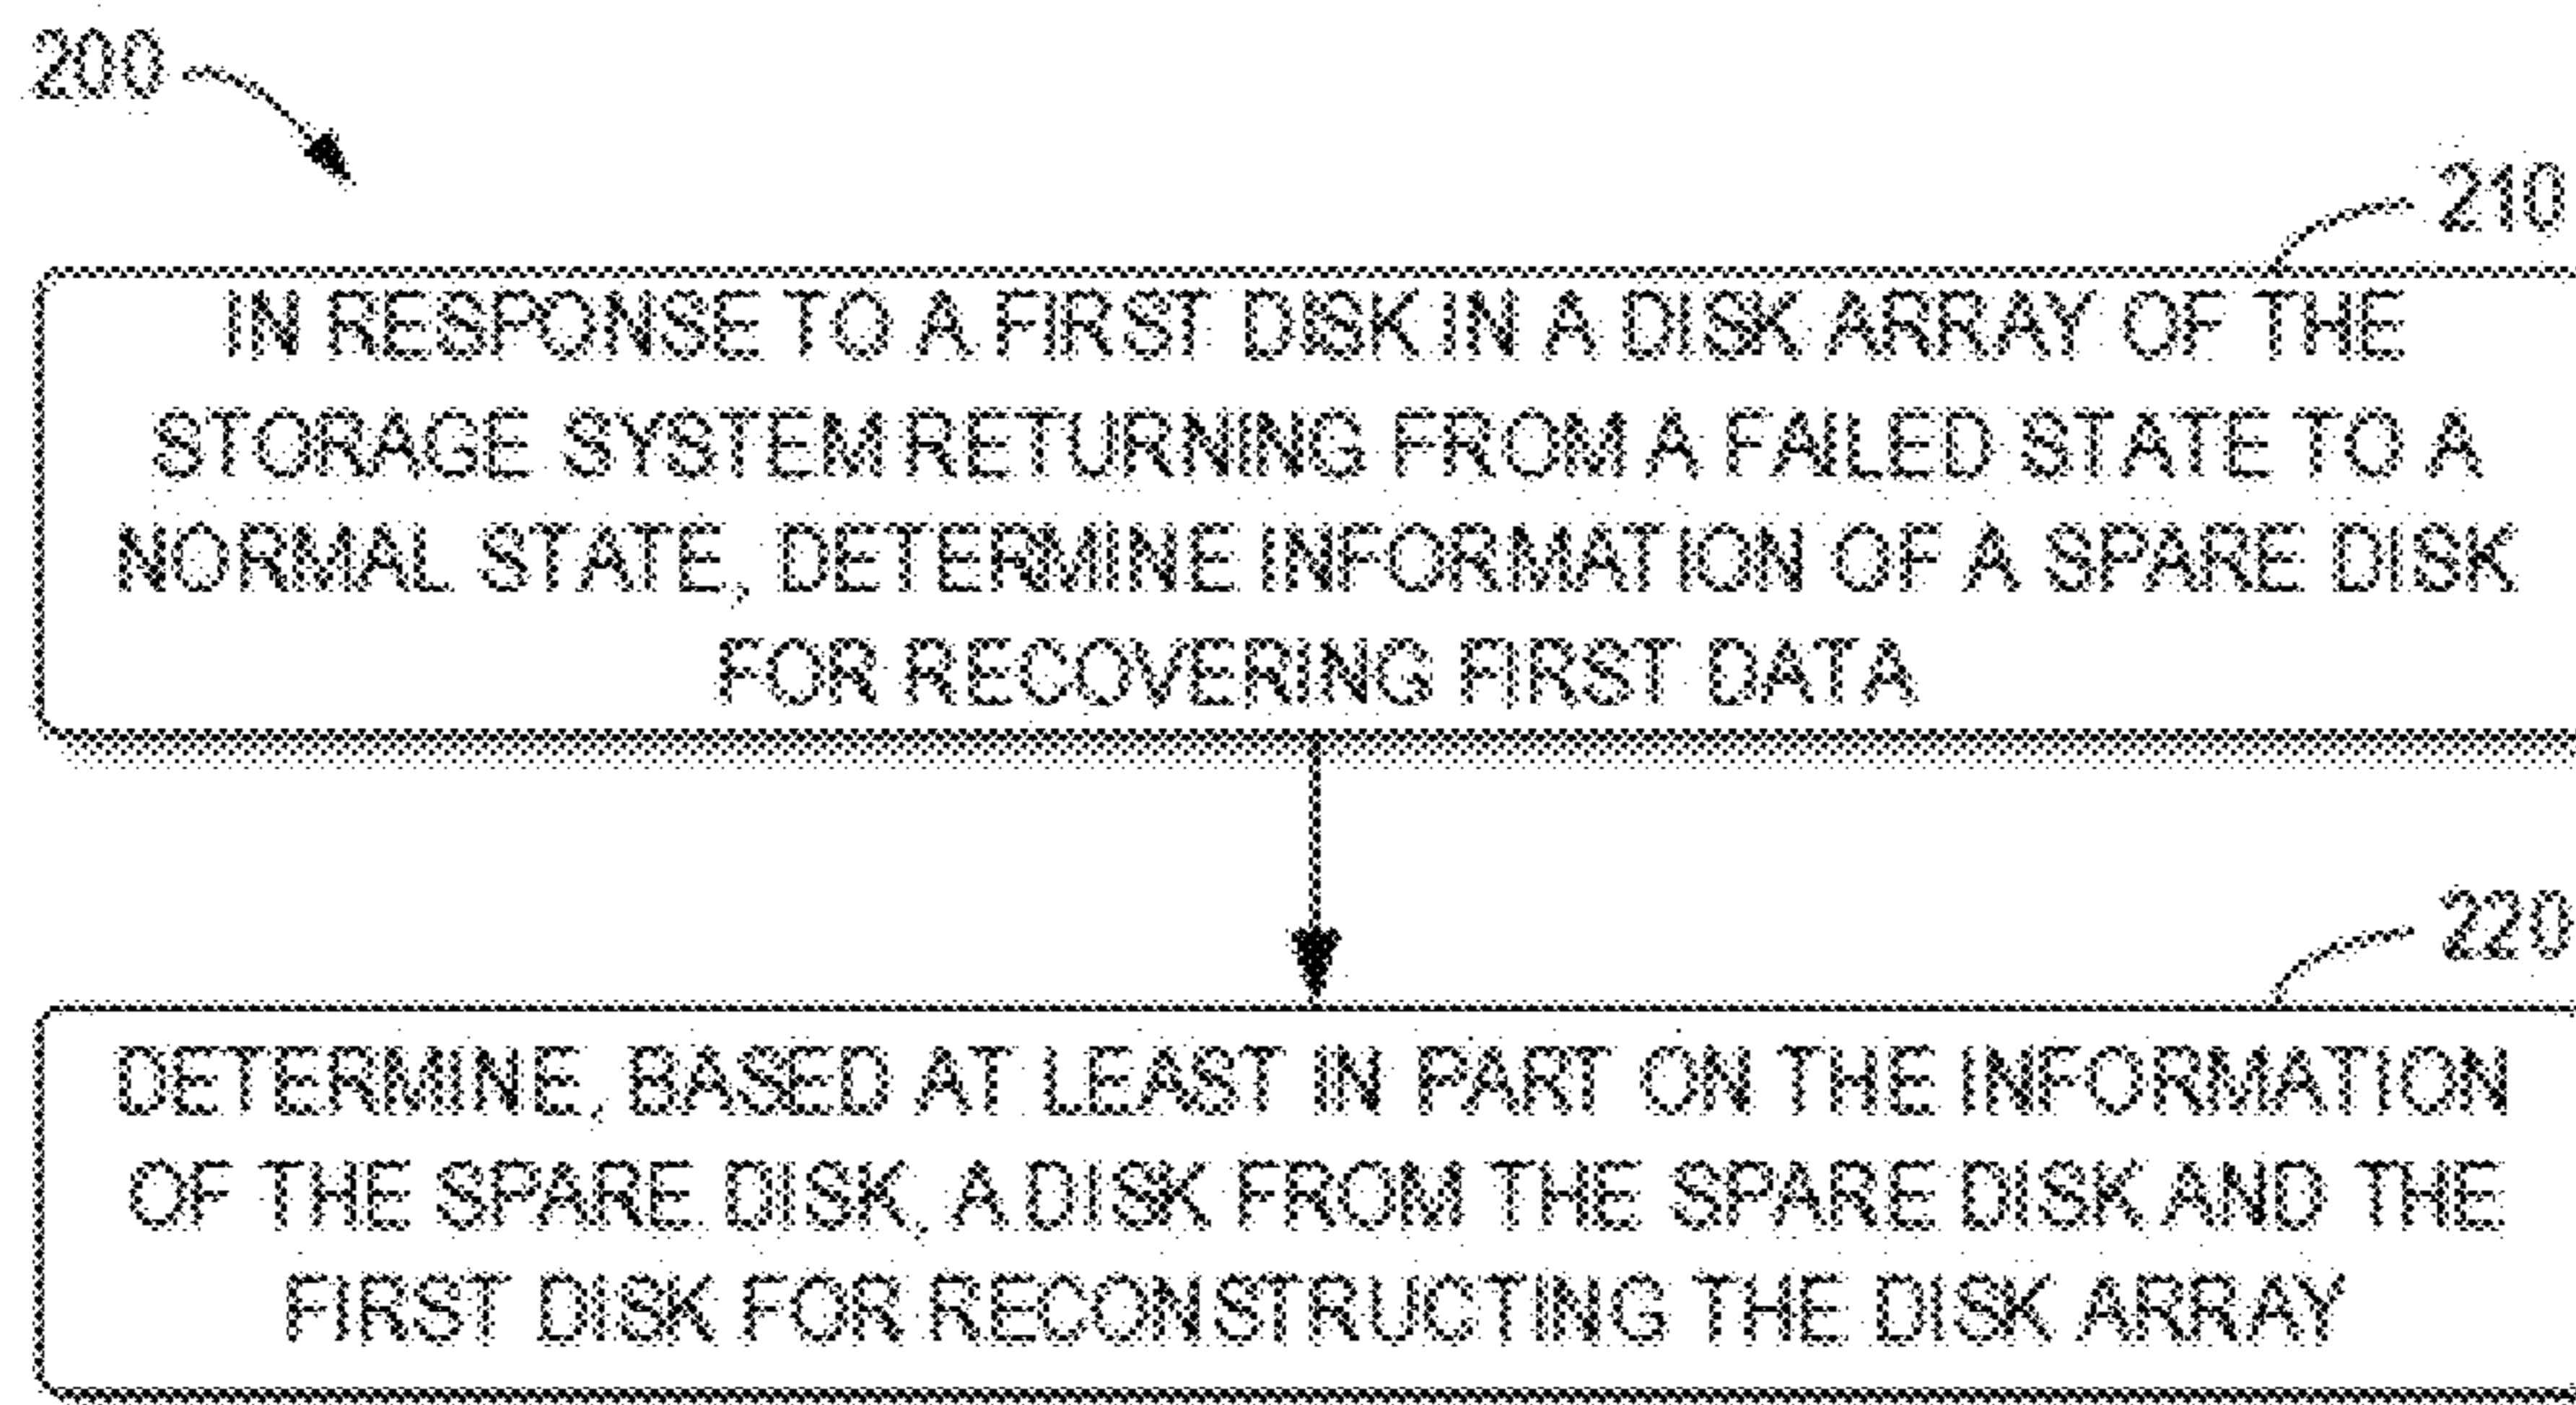 200
210
IN RESPONSE TO A FIRST DISK IN A DISK ARRAY OF THE
STORAGE SYSTEM RETURNING FROM A FAILED STATE TO A
NORMAL STATE, DETERMINE INFORMATION OF A SPARE DISK
FOR RECOVERING FIRST DATA
220
DETERMINE, BASED AT LEAST IN PART ON THE INFORMATION
OF THE SPARE DISK, A DISK FROM THE SPARE DISK AND THE
FIRST DISK FOR RECONSTRUCTING THE DISK ARRAY